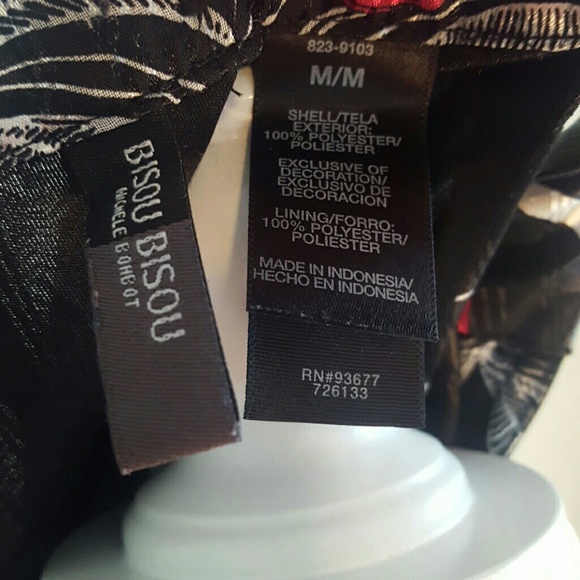 BISOU BISOU
MICHELE BOHBOT
823-9103
M/M
SHELL/TELA
EXTERIOR:
100% POLYESTER/
POLIESTER
EXCLUSIVE OF
DECORATION/
EXCLUSIVO DE
DECORACION
LINING/FORRO:
100% POLYESTER/
POLIESTER
MADE IN INDONESIA/
HECHO EN INDONESIA
RN#93677
726133